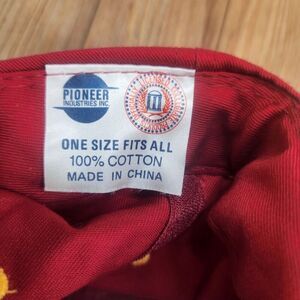 PIONEER
INDUSTRIES INC.
ONE SIZE FITS ALL
100% COTTON
MADE IN CHINA